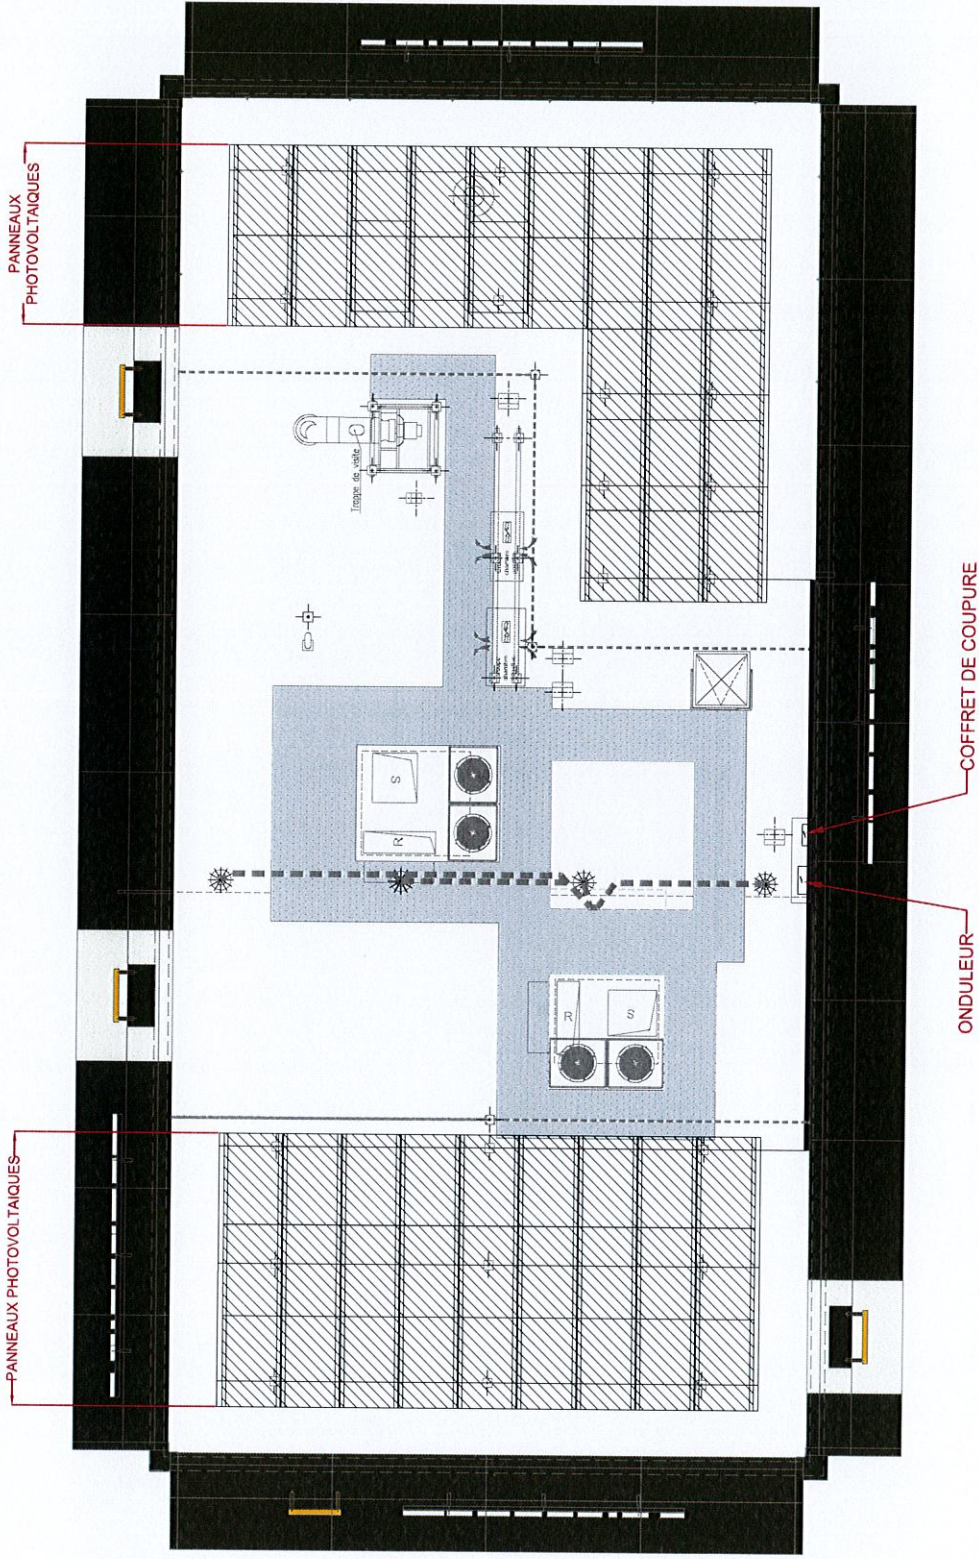 PANNEAUX
PHOTOVOLTAIQUES
Trappe de visite
S
R
R
S
PANNEAUX PHOTOVOLTAIQUES
COFFRET DE COUPURE
ONDULEUR